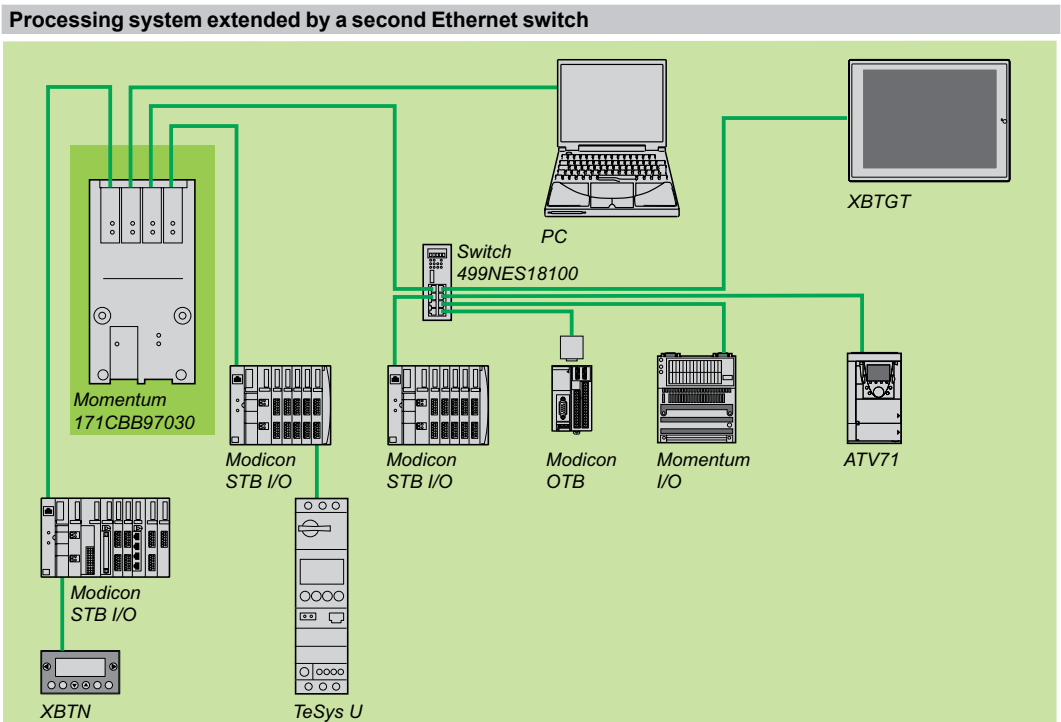 Processing system extended by a second Ethernet switch
PC
XBTGT
Switch
499NES18100
Momentum
171CBB97030
Modicon
STB I/O
Modicon
STB I/O
Modicon
OTB
Momentum
I/O
ATV71
Modicon
STB I/O
XBTN
TeSys U